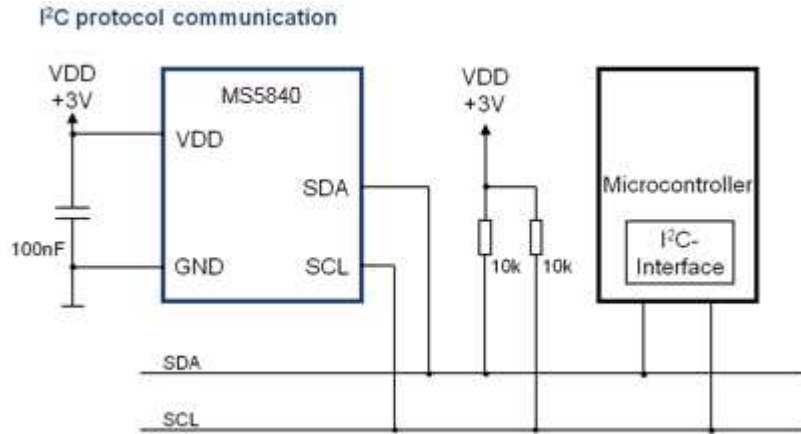 I²C protocol communication
VDD
+3V
MS5840
VDD
SDA
100nF
GND
SCL
VDD
+3V
10k
10k
Microcontroller
I²C-
Interface
SDA
SCL